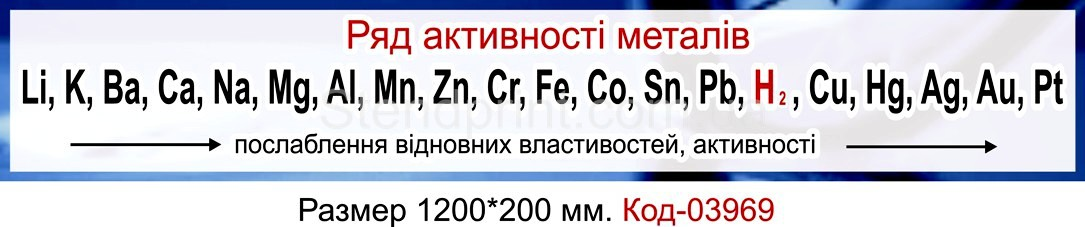 Ряд активності металів
Li, K, Ba, Ca, Na, Mg, Al, Mn, Zn, Cr, Fe, Co, Sn, Pb, H₂, Cu, Hg, Ag, Au, Pt
послаблення відновних властивостей, активності
Размер 1200*200 мм. Код-03969